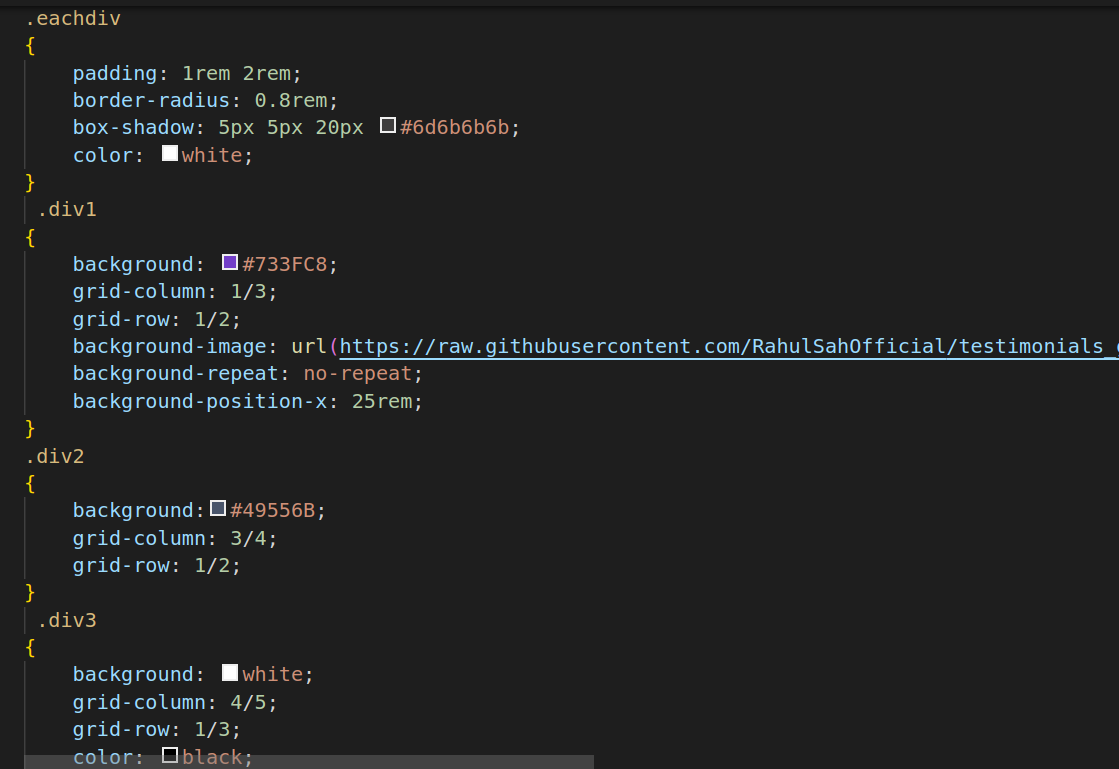 .eachdiv
{
    padding: 1rem 2rem;
    border-radius: 0.8rem;
    box-shadow: 5px 5px 20px #6d6b6b6b;
    color: white;
}
 .div1
{
    background: #733FC8;
    grid-column: 1/3;
    grid-row: 1/2;
    background-image: url(https://raw.githubusercontent.com/RahulSahOfficial/testimonials_
    background-repeat: no-repeat;
    background-position-x: 25rem;
}
.div2
{
    background:#49556B;
    grid-column: 3/4;
    grid-row: 1/2;
}
 .div3
{
    background: white;
    grid-column: 4/5;
    grid-row: 1/3;
    color: black;